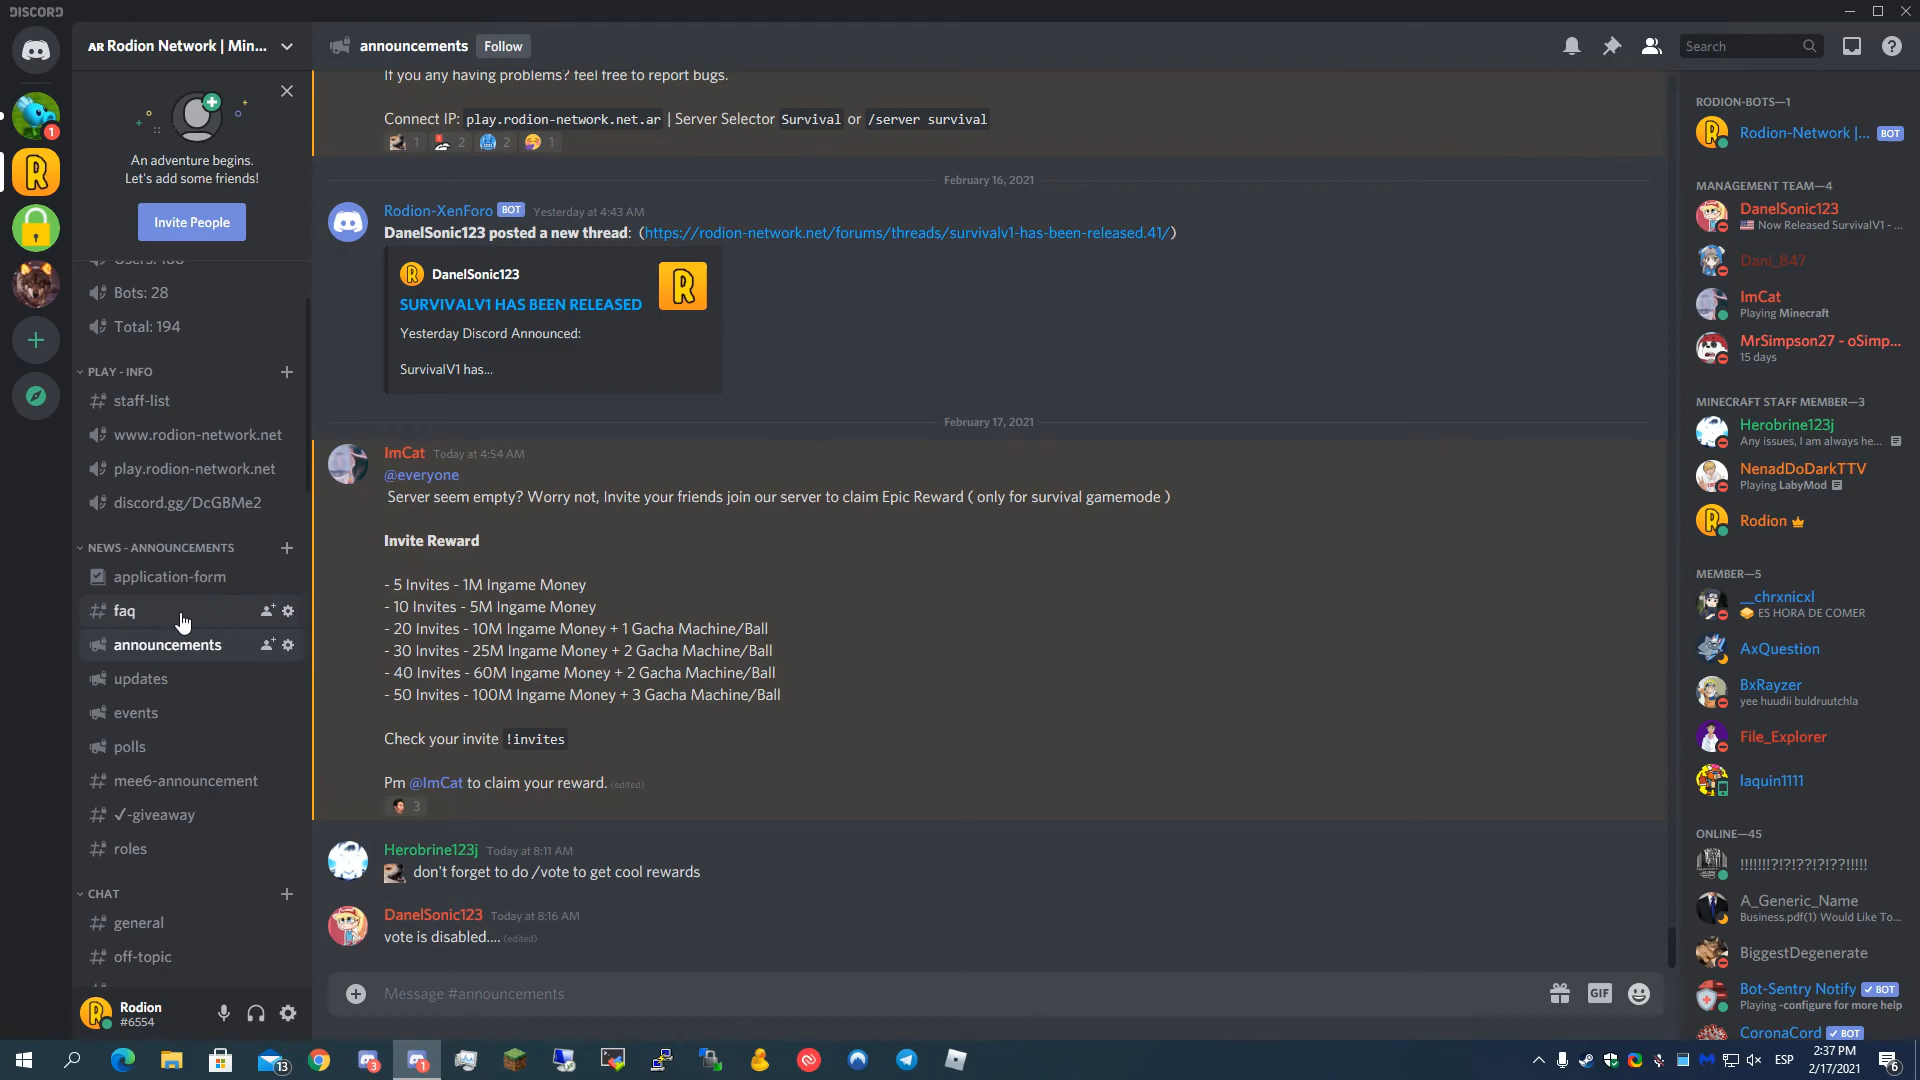 DISCORD
AR Rodion Network | Min...
An adventure begins.
Let's add some friends!
Invite People
Bots: 28
Total: 194
PLAY - INFO
staff-list
www.rodion-network.net
play.rodion-network.net
discord.gg/DcGBMe2
NEWS - ANNOUNCEMENTS
application-form
faq
announcements
updates
events
polls
mee6-announcement
✓-giveaway
roles
CHAT
general
off-topic
Rodion
#6554
announcements
Follow
Search
If you any having problems? feel free to report bugs.
Connect IP: play.rodion-network.net.ar | Server Selector Survival or /server survival
1 2 2 1
February 16, 2021
Rodion-XenForo BOT Yesterday at 4:43 AM
DanelSonic123 posted a new thread: (https://rodion-network.net/forums/threads/survivalv1-has-been-released.41/)
DanelSonic123
SURVIVALV1 HAS BEEN RELEASED
Yesterday Discord Announced:
SurvivalV1 has...
February 17, 2021
ImCat Today at 4:54 AM
@everyone
Server seem empty? Worry not, Invite your friends join our server to claim Epic Reward ( only for survival gamemode )
Invite Reward
- 5 Invites - 1M Ingame Money
- 10 Invites - 5M Ingame Money
- 20 Invites - 10M Ingame Money + 1 Gacha Machine/Ball
- 30 Invites - 25M Ingame Money + 2 Gacha Machine/Ball
- 40 Invites - 60M Ingame Money + 2 Gacha Machine/Ball
- 50 Invites - 100M Ingame Money + 3 Gacha Machine/Ball
Check your invite !invites
Pm @ImCat to claim your reward. (edited)
3
Herobrine123j Today at 8:11 AM
don't forget to do /vote to get cool rewards
DanelSonic123 Today at 8:16 AM
vote is disabled.... (edited)
Message #announcements
GIF
RODION-BOTS—1
Rodion-Network |... BOT
MANAGEMENT TEAM—4
DanelSonic123
Now Released SurvivalV1 - ...
Dani_847
ImCat
Playing Minecraft
MrSimpson27 - oSimp...
15 days
MINECRAFT STAFF MEMBER—3
Herobrine123j
Any issues, I am always he...
NenadDoDarkTTV
Playing LabyMod
Rodion
MEMBER—5
__chrxnicxl
ES HORA DE COMER
AxQuestion
BxRayzer
yee huudii buldruutchla
File_Explorer
laquin1111
ONLINE—45
!!!!!!!?!?!??!?!??!!!!!
A_Generic_Name
Business.pdf(1) Would Like To...
BiggestDegenerate
Bot-Sentry Notify ✓ BOT
Playing -configure for more help
CoronaCord ✓ BOT
13
3
1
ESP
2:37 PM
2/17/2021
6